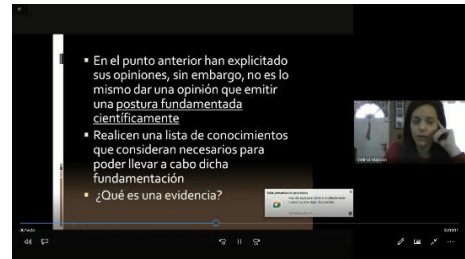 ▪ En el punto anterior han explicitado
sus opiniones, sin embargo, no es lo
mismo dar una opinión que emitir
una postura fundamentada
científicamente
▪ Realicen una lista de conocimientos
que consideran necesarios para
poder llevar a cabo dicha
fundamentación
▪ ¿Qué es una evidencia?